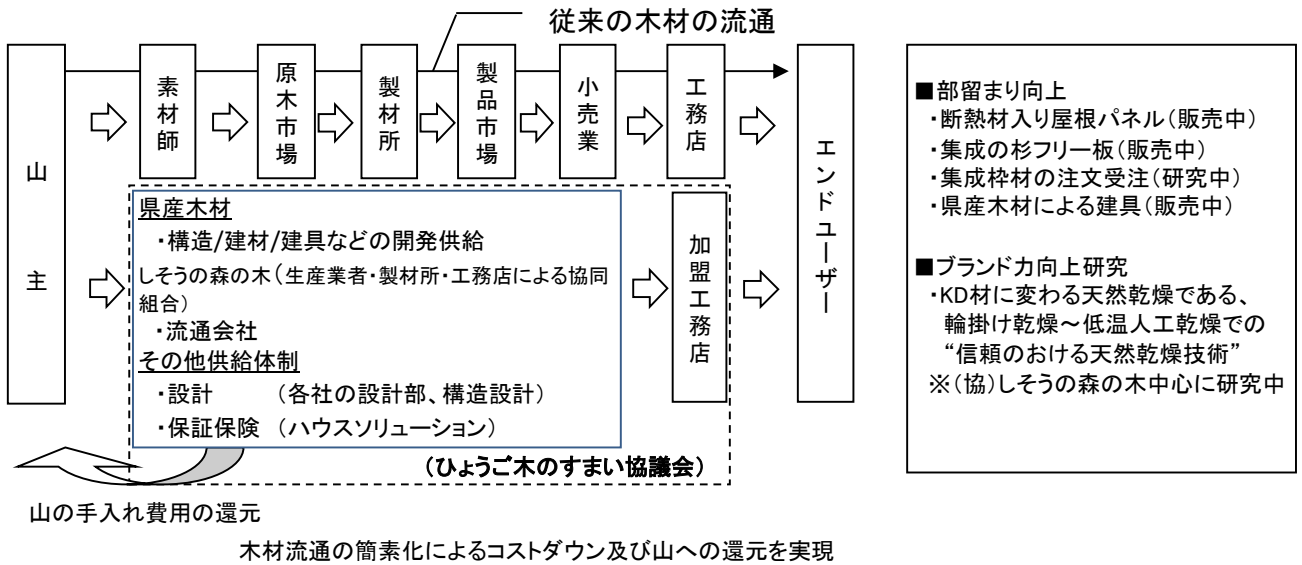 従来の木材の流通
山主
素材師
原木市場
製材所
製品市場
小売業
工務店
エンドユーザー
県産木材
・構造/建材/建具などの開発供給
しそうの森の木（生産業者・製材所・工務店による協同
組合）
・流通会社
その他供給体制
・設計　　（各社の設計部、構造設計）
・保証保険　（ハウスソリューション）
加盟工務店
（ひょうご木のすまい協議会）
山の手入れ費用の還元
木材流通の簡素化によるコストダウン及び山への還元を実現
■部留まり向上
・断熱材入り屋根パネル（販売中）
・集成の杉フリー板（販売中）
・集成枠材の注文受注（研究中）
・県産木材による建具（販売中）
■ブランド力向上研究
・KD材に変わる天然乾燥である、
輪掛け乾燥～低温人工乾燥での
“信頼のおける天然乾燥技術”
※（協）しそうの森の木中心に研究中